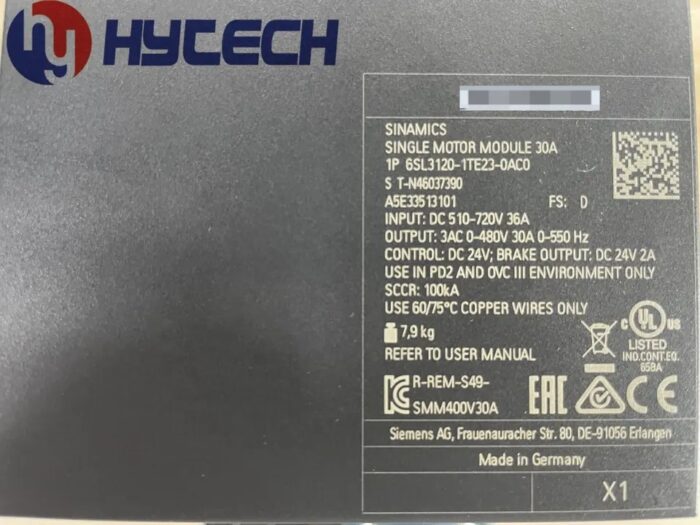 hy HYTECH
SINAMICS
SINGLE MOTOR MODULE 30A
1P 6SL3120-1TE23-0AC0
S T-N46037390
A5E33513101 FS: D
INPUT: DC 510-720V 36A
OUTPUT: 3AC 0-480V 30A 0-550 Hz
CONTROL: DC 24V; BRAKE OUTPUT: DC 24V 2A
USE IN PD2 AND OVC III ENVIRONMENT ONLY
SCCR: 100kA
USE 60/75°C COPPER WIRES ONLY
7,9 kg
REFER TO USER MANUAL
C UL US
LISTED
IND.CONT.EQ.
65BA
R-REM-S49-
SMM400V30A
EAC CE
Siemens AG, Frauenauracher Str. 80, DE-91056 Erlangen
Made in Germany
X1